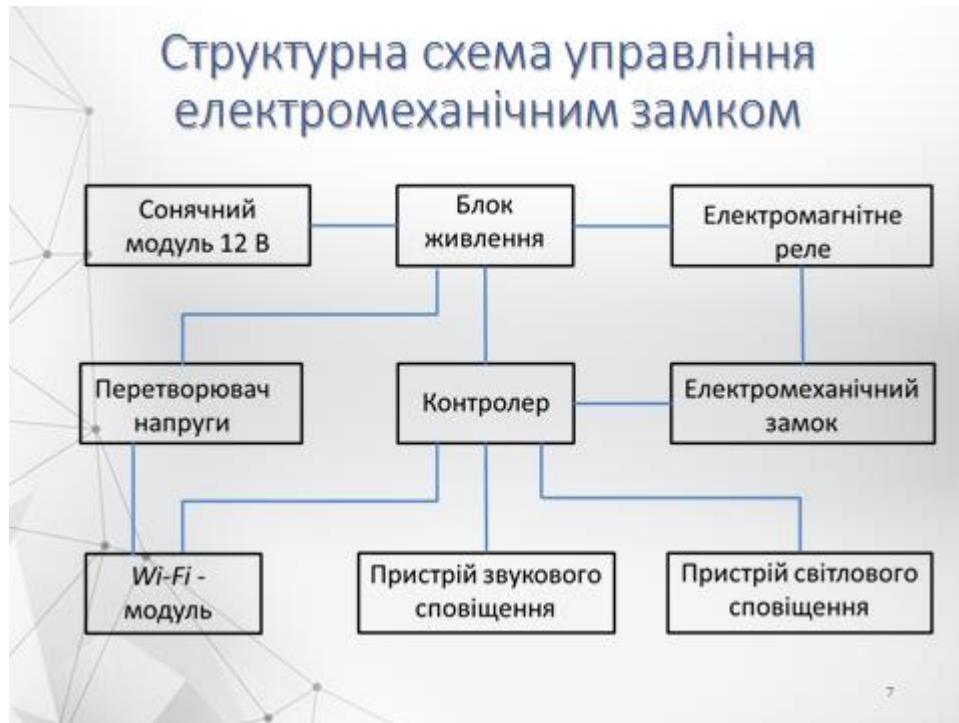 Структурна схема управління
електромеханічним замком
Сонячний
модуль 12 В
Блок
живлення
Електромагнітне
реле
Перетворювач
напруги
Контролер
Електромеханічний
замок
Wi-Fi -
модуль
Пристрій звукового
сповіщення
Пристрій світлового
сповіщення
7